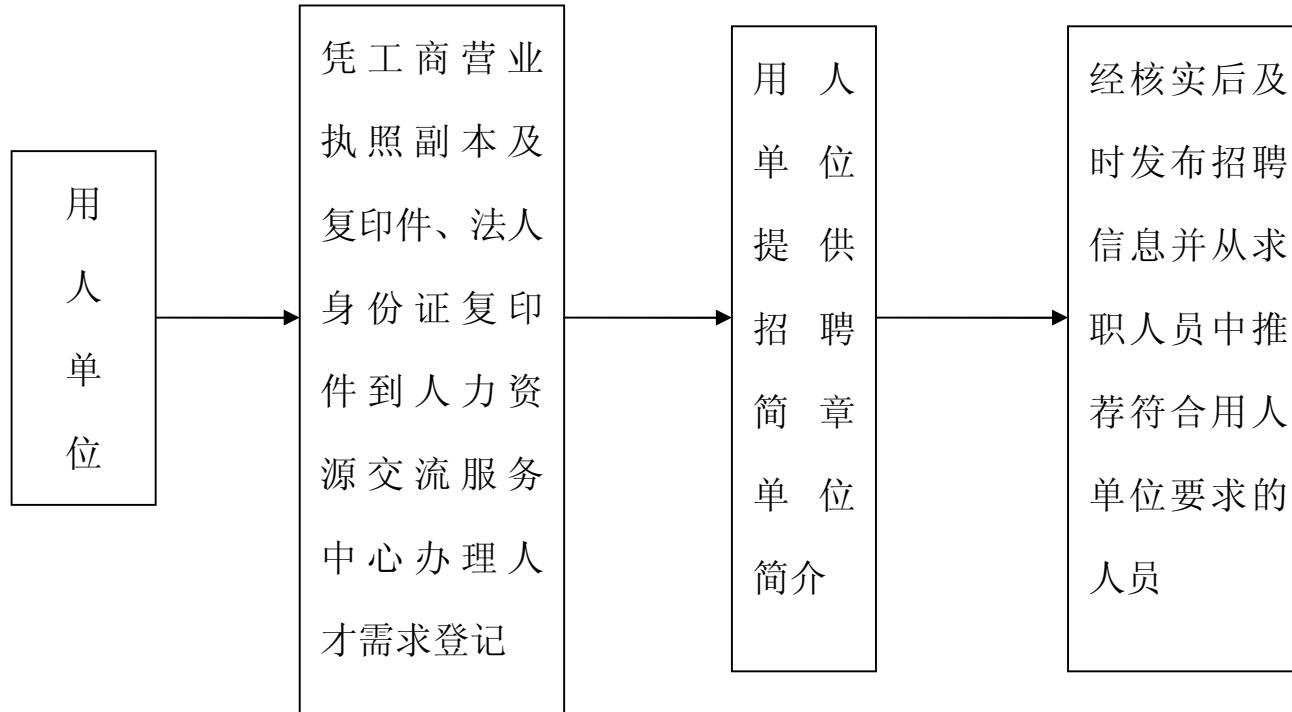 用
人
单
位
凭工商营业
执照副本及
复印件、法人
身份证复印
件到人力资
源交流服务
中心办理人
才需求登记
用人
单位
提供
招聘
简章
单位
简介
经核实后及
时发布招聘
信息并从求
职人员中推
荐符合用人
单位要求的
人员